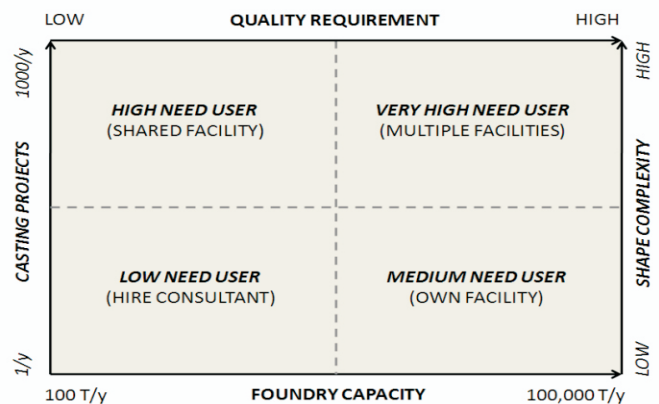 LOW QUALITY REQUIREMENT HIGH
1000/y
HIGH
HIGH NEED USER
(SHARED FACILITY)
VERY HIGH NEED USER
(MULTIPLE FACILITIES)
CASTING PROJECTS
SHAPE COMPLEXITY
LOW NEED USER
(HIRE CONSULTANT)
MEDIUM NEED USER
(OWN FACILITY)
1/y
LOW
100 T/y FOUNDRY CAPACITY 100,000 T/y